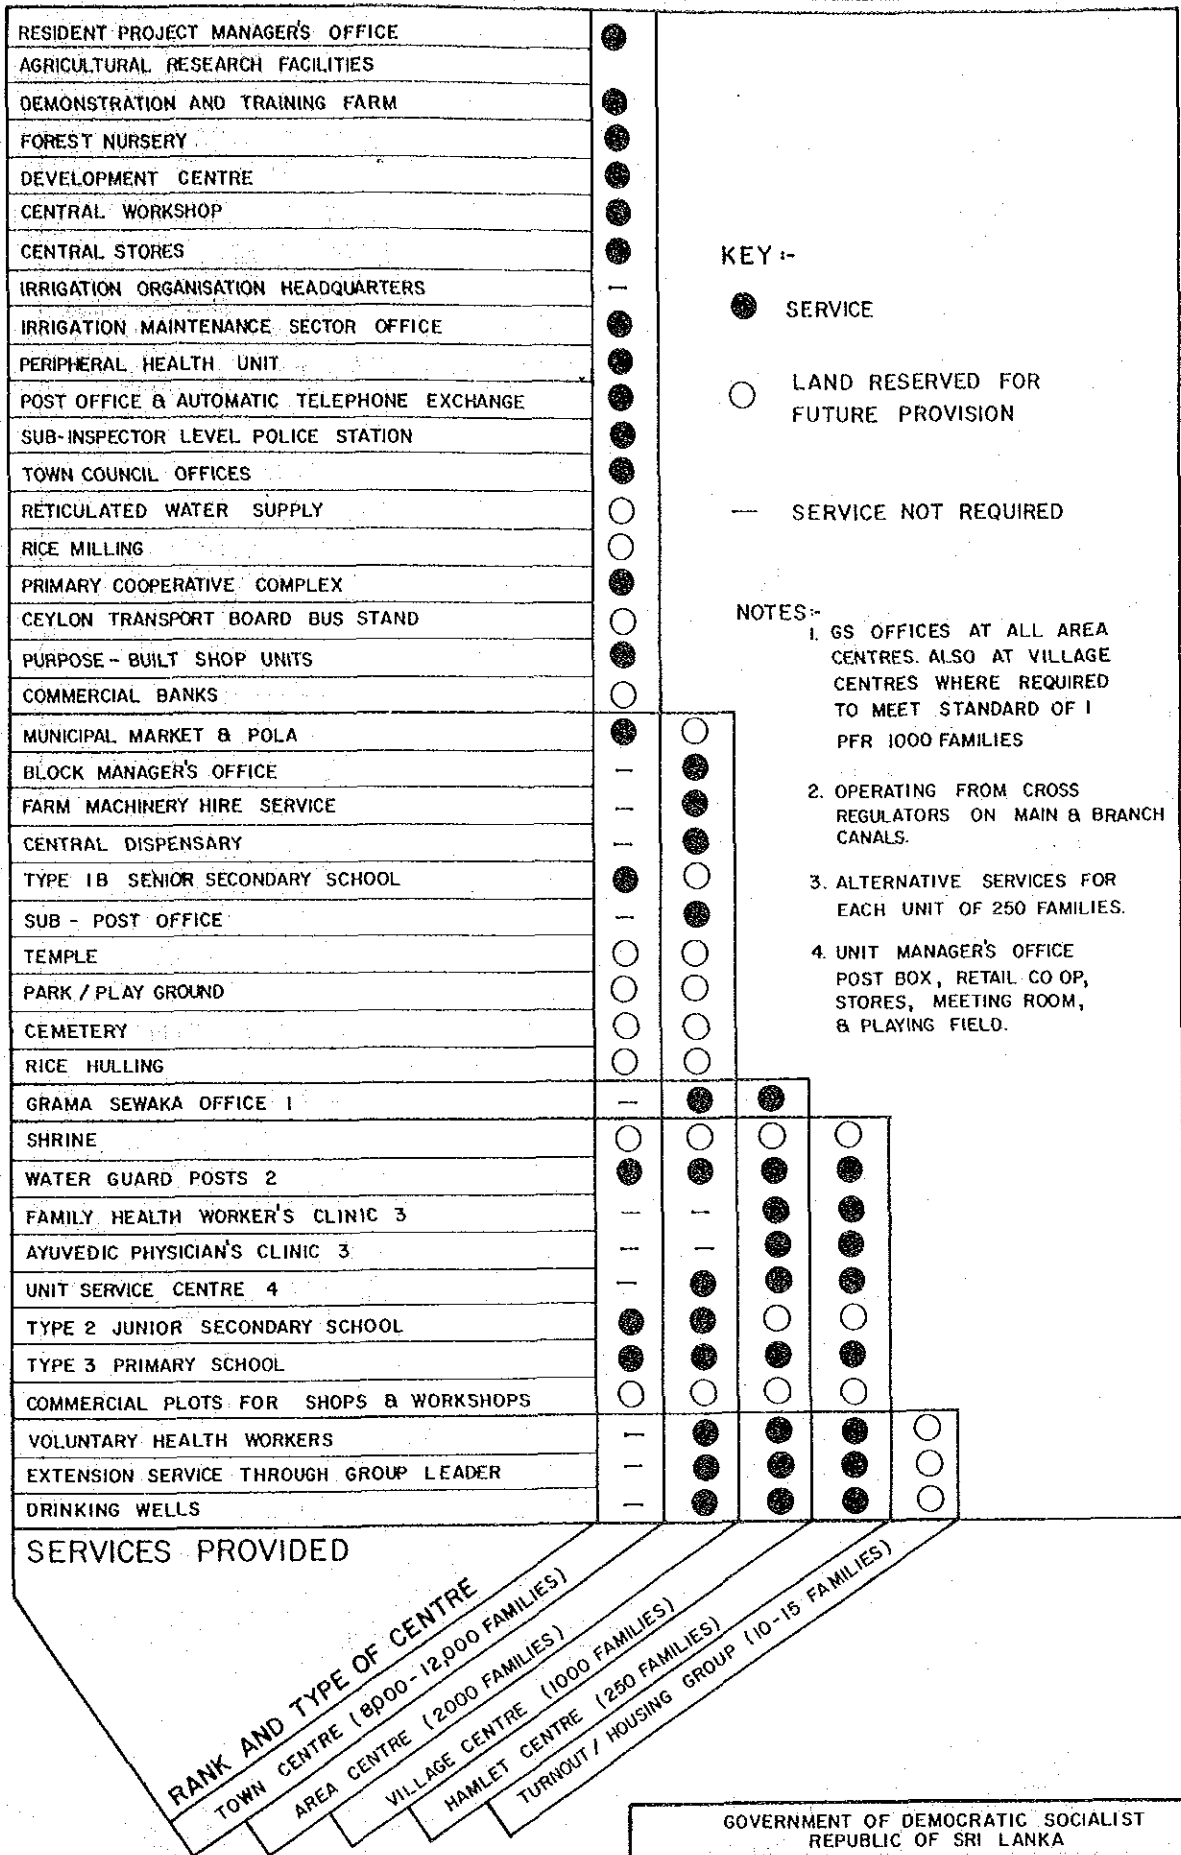 RESIDENT PROJECT MANAGER'S OFFICE
AGRICULTURAL RESEARCH FACILITIES
DEMONSTRATION AND TRAINING FARM
FOREST NURSERY
DEVELOPMENT CENTRE
CENTRAL WORKSHOP
CENTRAL STORES
IRRIGATION ORGANISATION HEADQUARTERS
IRRIGATION MAINTENANCE SECTOR OFFICE
PERIPHERAL HEALTH UNIT
POST OFFICE & AUTOMATIC TELEPHONE EXCHANGE
SUB-INSPECTOR LEVEL POLICE STATION
TOWN COUNCIL OFFICES
RETICULATED WATER SUPPLY
RICE MILLING
PRIMARY COOPERATIVE COMPLEX
CEYLON TRANSPORT BOARD BUS STAND
PURPOSE-BUILT SHOP UNITS
COMMERCIAL BANKS
MUNICIPAL MARKET & POLA
BLOCK MANAGER'S OFFICE
FARM MACHINERY HIRE SERVICE
CENTRAL DISPENSARY
TYPE 1B SENIOR SECONDARY SCHOOL
SUB - POST OFFICE
TEMPLE
PARK / PLAY GROUND
CEMETERY
RICE HULLING
GRAMA SEWAKA OFFICE 1
SHRINE
WATER GUARD POSTS 2
FAMILY HEALTH WORKER'S CLINIC 3
AYUVEDIC PHYSICIAN'S CLINIC 3
UNIT SERVICE CENTRE 4
TYPE 2 JUNIOR SECONDARY SCHOOL
TYPE 3 PRIMARY SCHOOL
COMMERCIAL PLOTS FOR SHOPS & WORKSHOPS
VOLUNTARY HEALTH WORKERS
EXTENSION SERVICE THROUGH GROUP LEADER
DRINKING WELLS
SERVICES PROVIDED
RANK AND TYPE OF CENTRE
TOWN CENTRE (8,000-12,000 FAMILIES)
AREA CENTRE (2000 FAMILIES)
VILLAGE CENTRE (1000 FAMILIES)
HAMLET CENTRE (250 FAMILIES)
TURNOUT / HOUSING GROUP (10-15 FAMILIES)
KEY :-
SERVICE
LAND RESERVED FOR
FUTURE PROVISION
— SERVICE NOT REQUIRED
NOTES:-
1. GS OFFICES AT ALL AREA
CENTRES. ALSO AT VILLAGE
CENTRES WHERE REQUIRED
TO MEET STANDARD OF 1
PFR 1000 FAMILIES
2. OPERATING FROM CROSS
REGULATORS ON MAIN & BRANCH
CANALS.
3. ALTERNATIVE SERVICES FOR
EACH UNIT OF 250 FAMILIES.
4. UNIT MANAGER'S OFFICE
POST BOX, RETAIL CO OP,
STORES, MEETING ROOM,
& PLAYING FIELD.
GOVERNMENT OF DEMOCRATIC SOCIALIST
REPUBLIC OF SRI LANKA